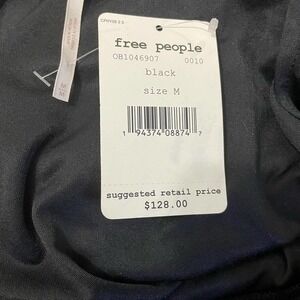 free people
OB1046907 0010
black
size M
1 94374 08874 7
suggested retail price
$128.00